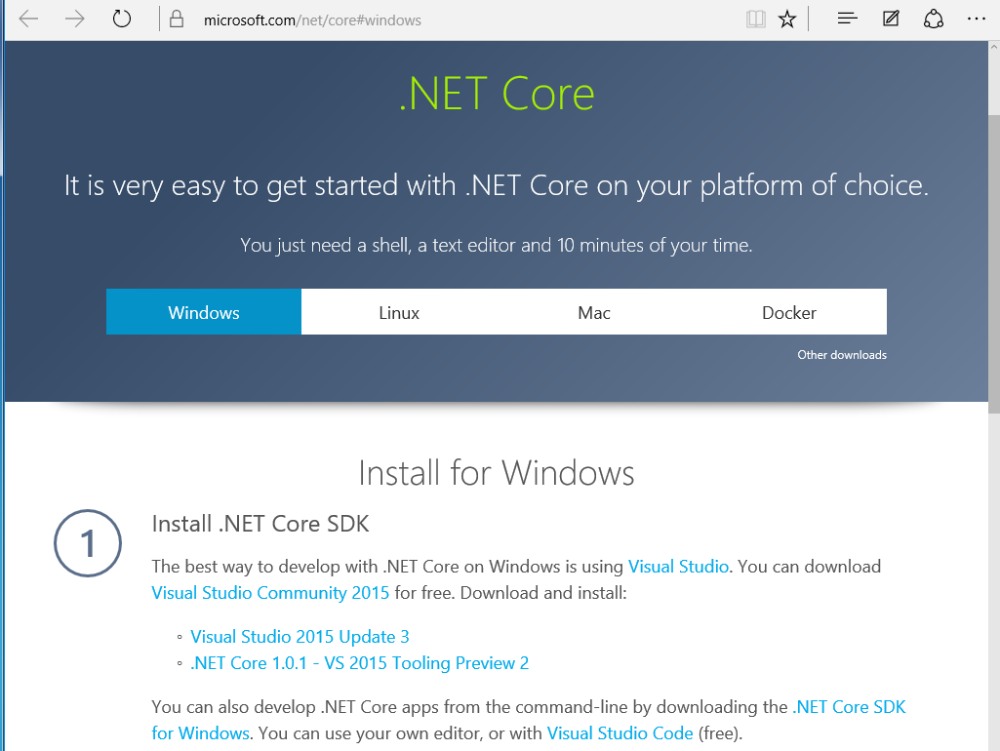 microsoft.com/net/core#windows
.NET Core
It is very easy to get started with .NET Core on your platform of choice.
You just need a shell, a text editor and 10 minutes of your time.
Windows
Linux
Mac
Docker
Other downloads
Install for Windows
1
Install .NET Core SDK
The best way to develop with .NET Core on Windows is using Visual Studio. You can download
Visual Studio Community 2015 for free. Download and install:
◦ Visual Studio 2015 Update 3
◦ .NET Core 1.0.1 - VS 2015 Tooling Preview 2
You can also develop .NET Core apps from the command-line by downloading the .NET Core SDK
for Windows. You can use your own editor, or with Visual Studio Code (free).